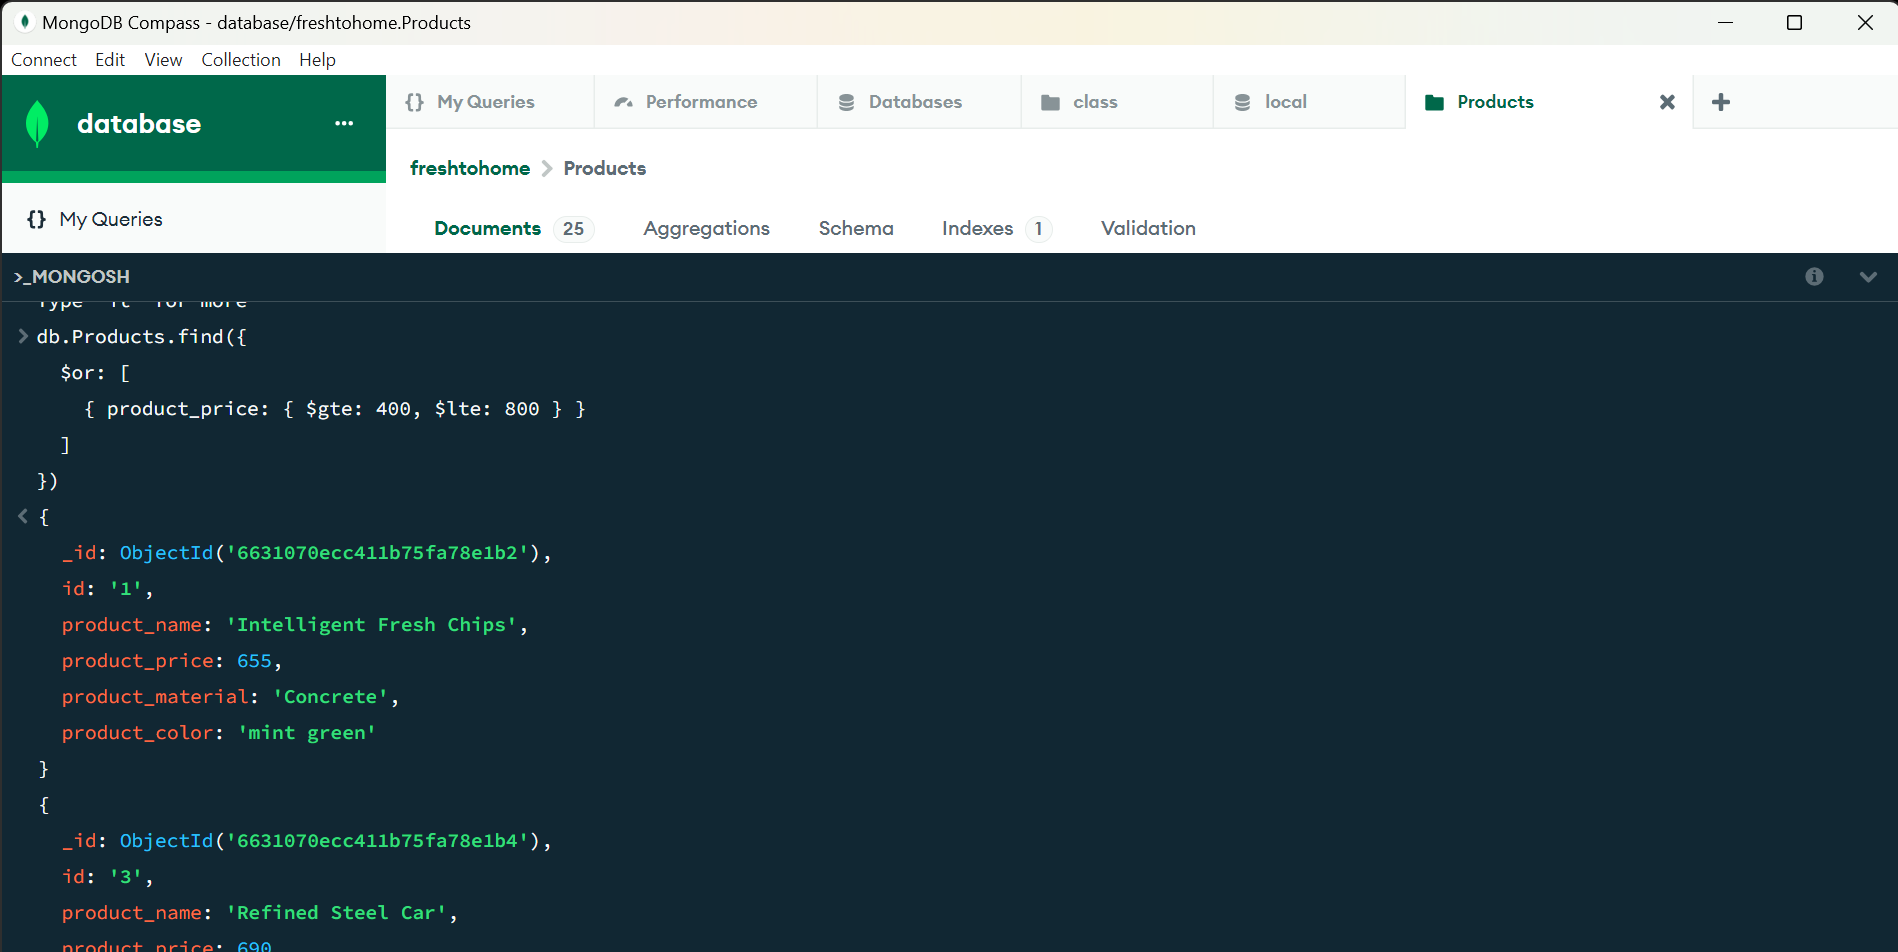 MongoDB Compass - database/freshtohome.Products
Connect Edit View Collection Help
database ...
{} My Queries
My Queries Performance Databases class local Products
freshtohome > Products
Documents 25 Aggregations Schema Indexes 1 Validation
>_MONGOSH
Type "it" for more
> db.Products.find({
$or: [
{ product_price: { $gte: 400, $lte: 800 } }
]
})
< {
_id: ObjectId('6631070ecc411b75fa78e1b2'),
id: '1',
product_name: 'Intelligent Fresh Chips',
product_price: 655,
product_material: 'Concrete',
product_color: 'mint green'
}
{
_id: ObjectId('6631070ecc411b75fa78e1b4'),
id: '3',
product_name: 'Refined Steel Car',
product_price: 690